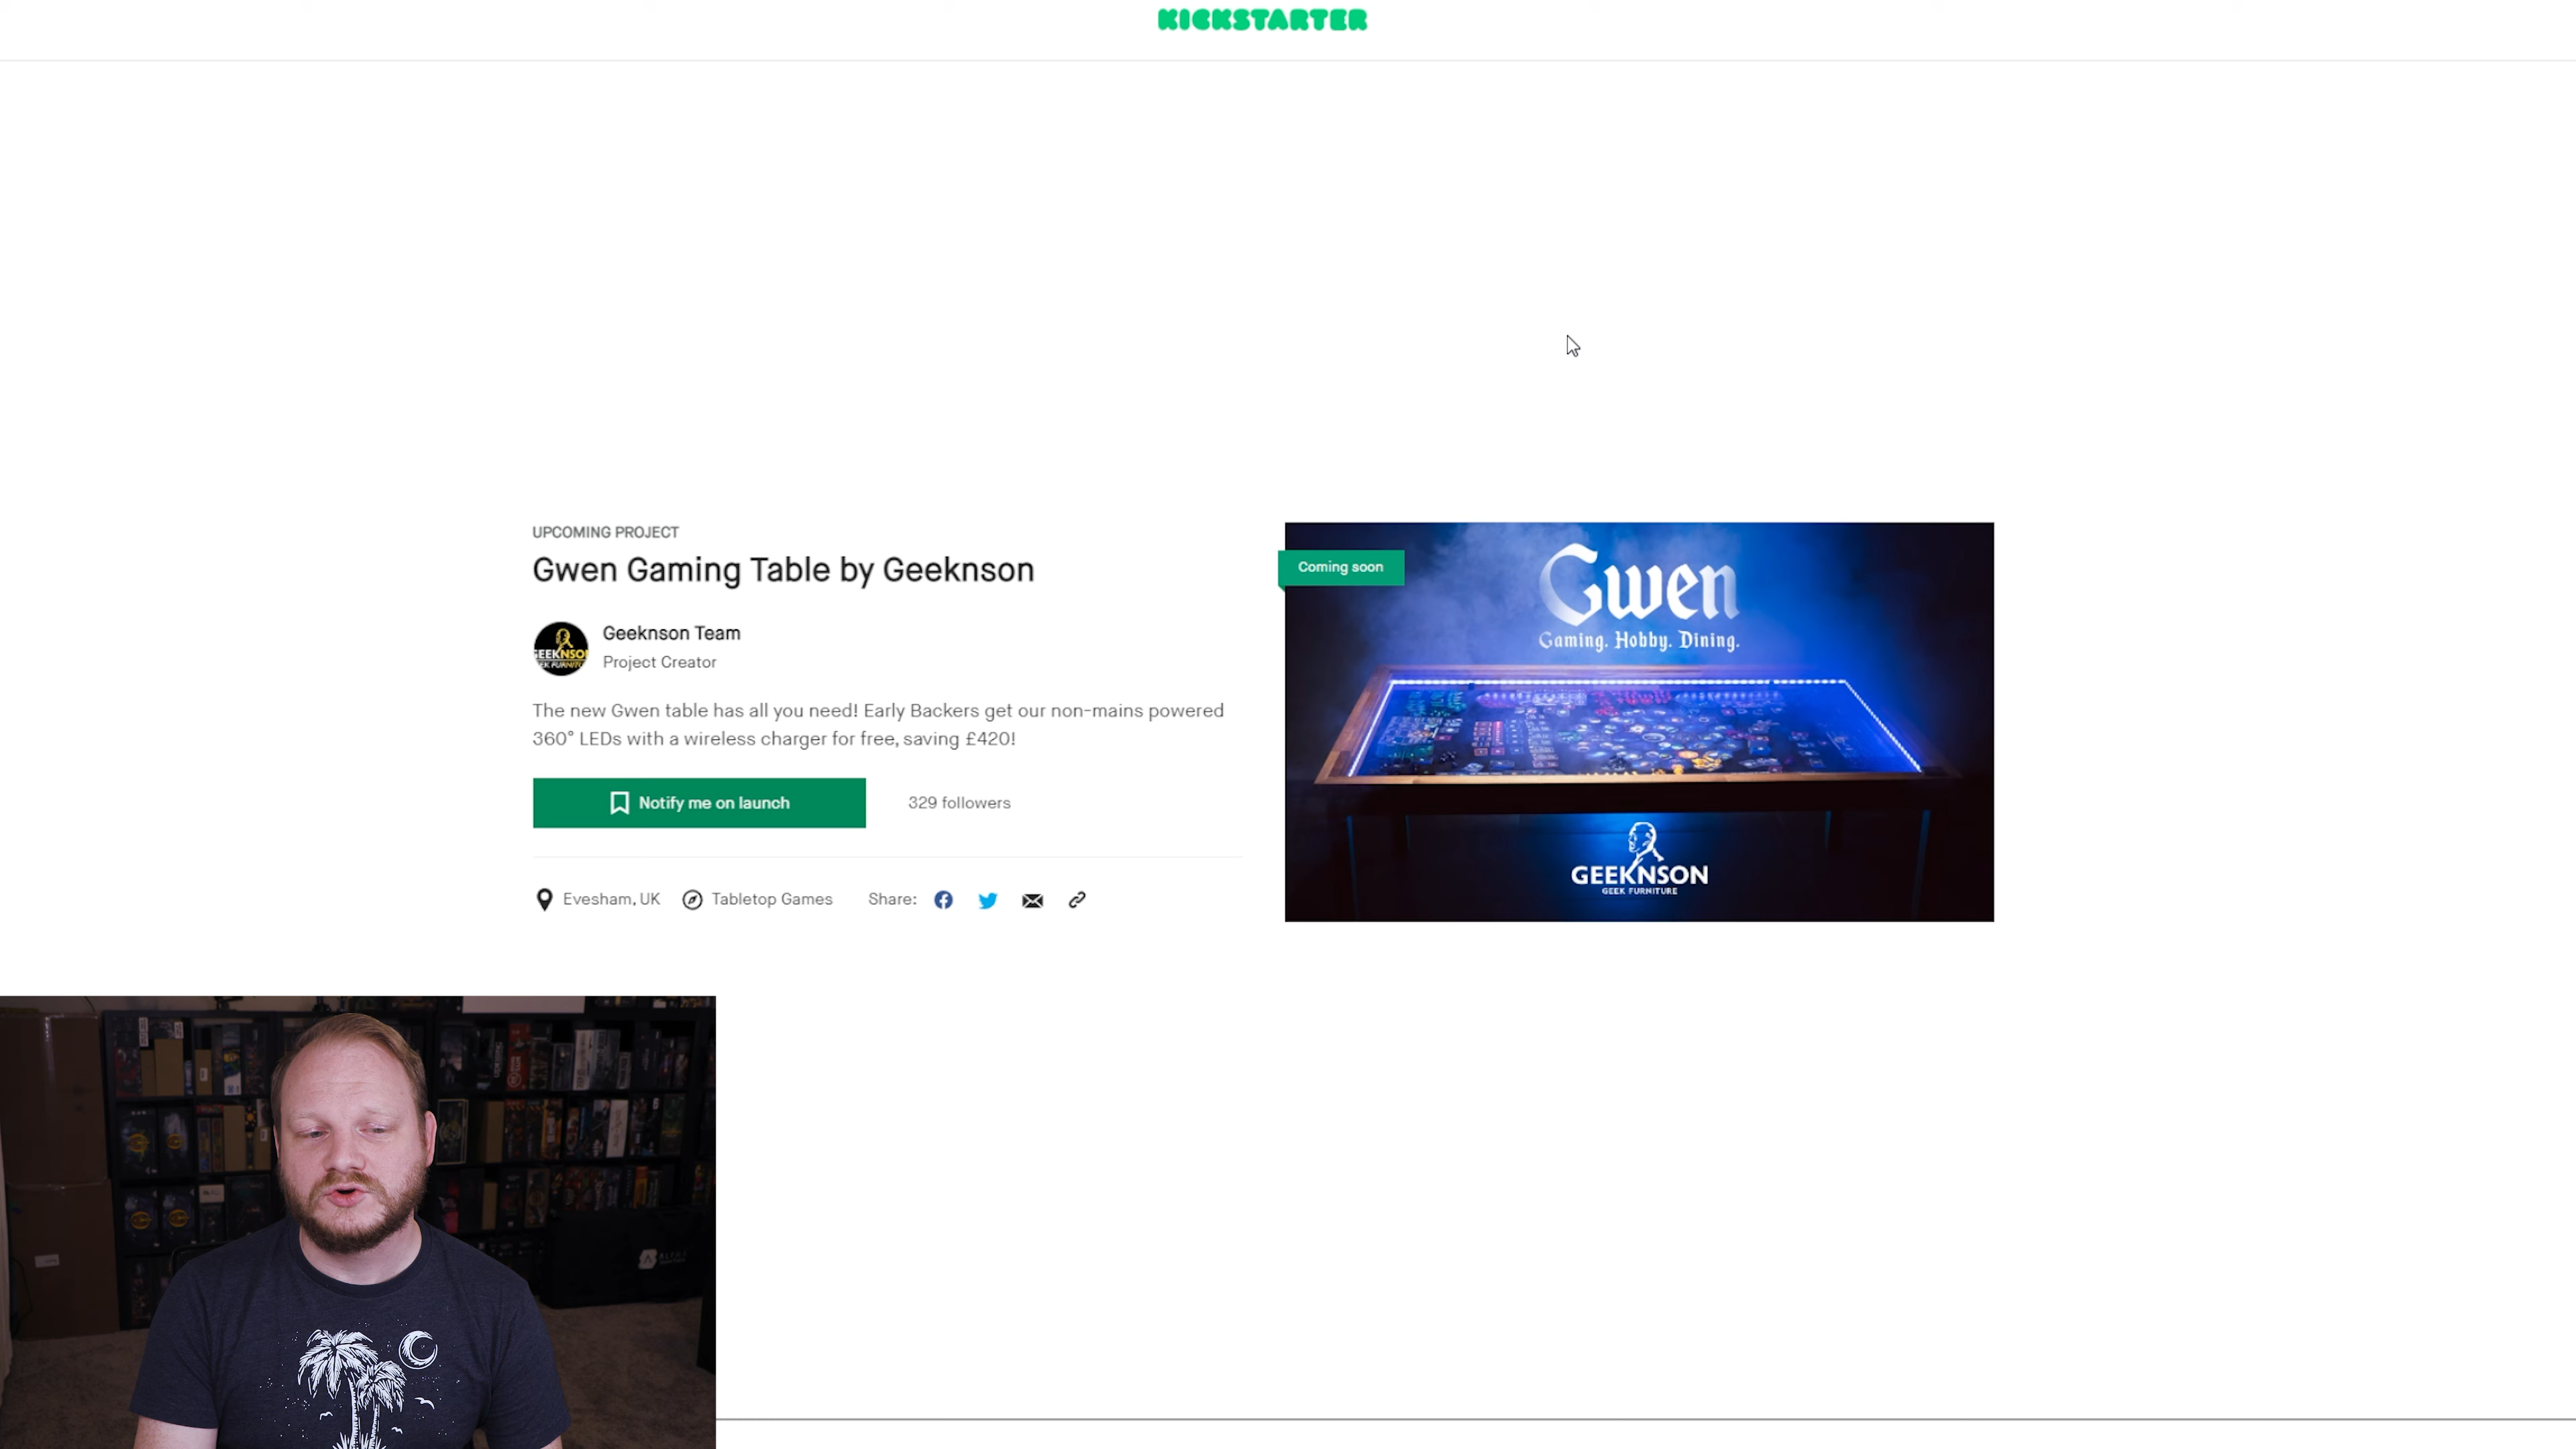 KICKSTARTER
UPCOMING PROJECT
Gwen Gaming Table by Geeknson
GEEKNSO
Geeknson Team
Project Creator
The new Gwen table has all you need! Early Backers get our non-mains powered
360° LEDs with a wireless charger for free, saving £420!
Notify me on launch
329 followers
Evesham, UK
Tabletop Games
Share:
Coming soon
Gwen
Gaming. Hobby. Dining.
GEEKNSON
GEEK FURNITURE